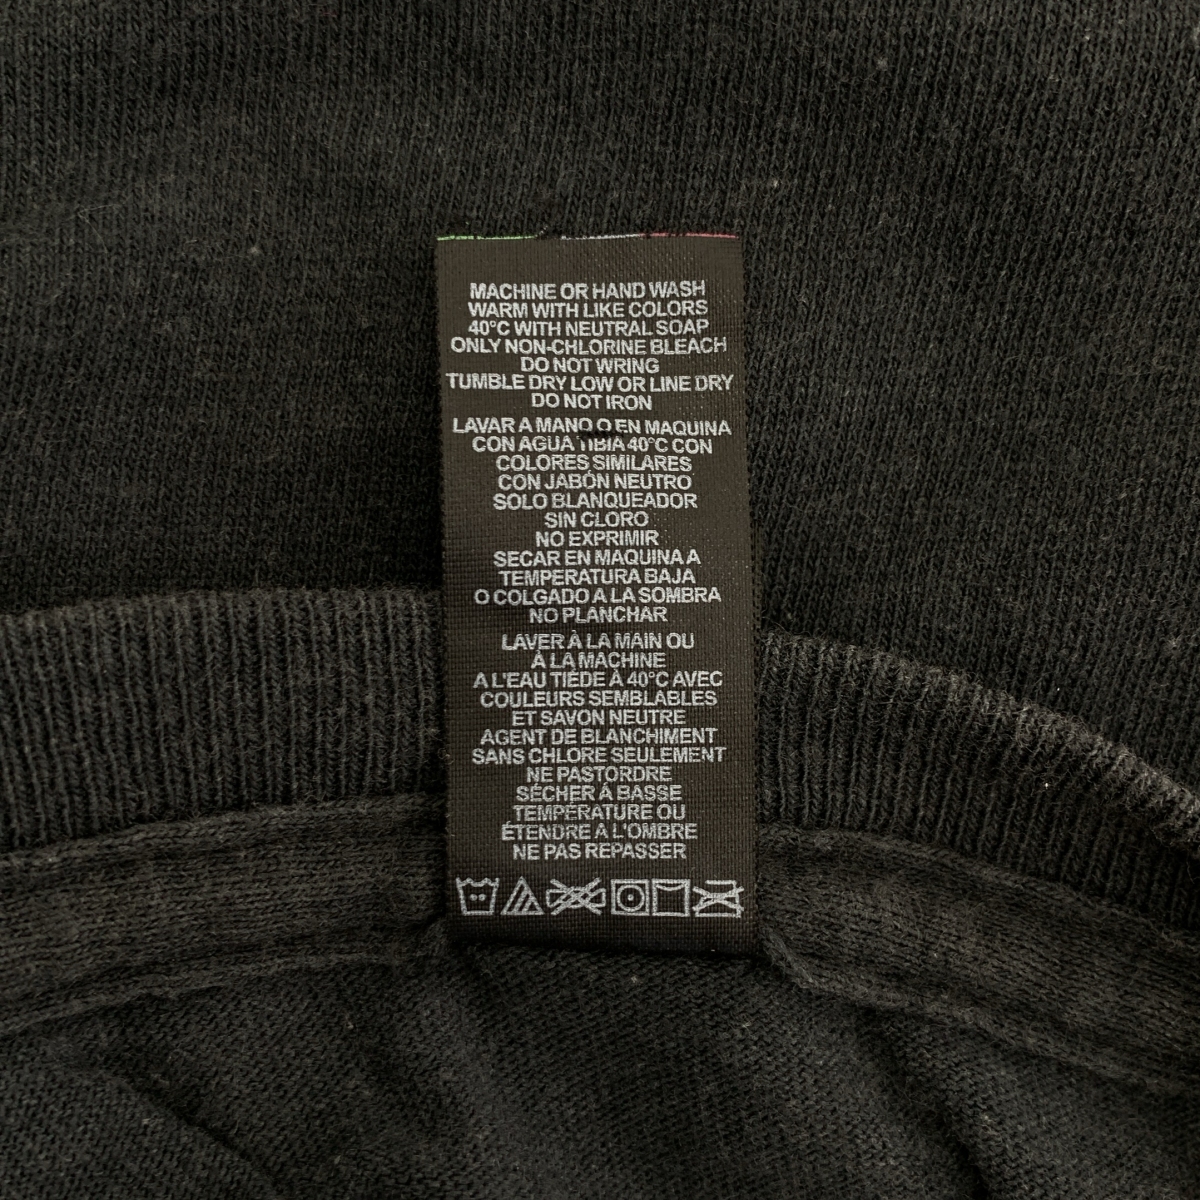 MACHINE OR HAND WASH
WARM WITH LIKE COLORS
40°C WITH NEUTRAL SOAP
ONLY NON-CHLORINE BLEACH
DO NOT WRING
TUMBLE DRY LOW OR LINE DRY
DO NOT IRON
LAVAR A MANO O EN MAQUINA
CON AGUA TIBIA 40°C CON
COLORES SIMILARES
CON JABÓN NEUTRO
SOLO BLANQUEADOR
SIN CLORO
NO EXPRIMIR
SECAR EN MAQUINA A
TEMPERATURA BAJA
O COLGADO A LA SOMBRA
NO PLANCHAR
LAVER À LA MAIN OU
À LA MACHINE
A L'EAU TIÈDE À 40°C AVEC
COULEURS SEMBLABLES
ET SAVON NEUTRE
AGENT DE BLANCHIMENT
SANS CHLORE SEULEMENT
NE PAS TORDRE
SÉCHER À BASSE
TEMPÉRATURE OU
ÉTENDRE À L'OMBRE
NE PAS REPASSER